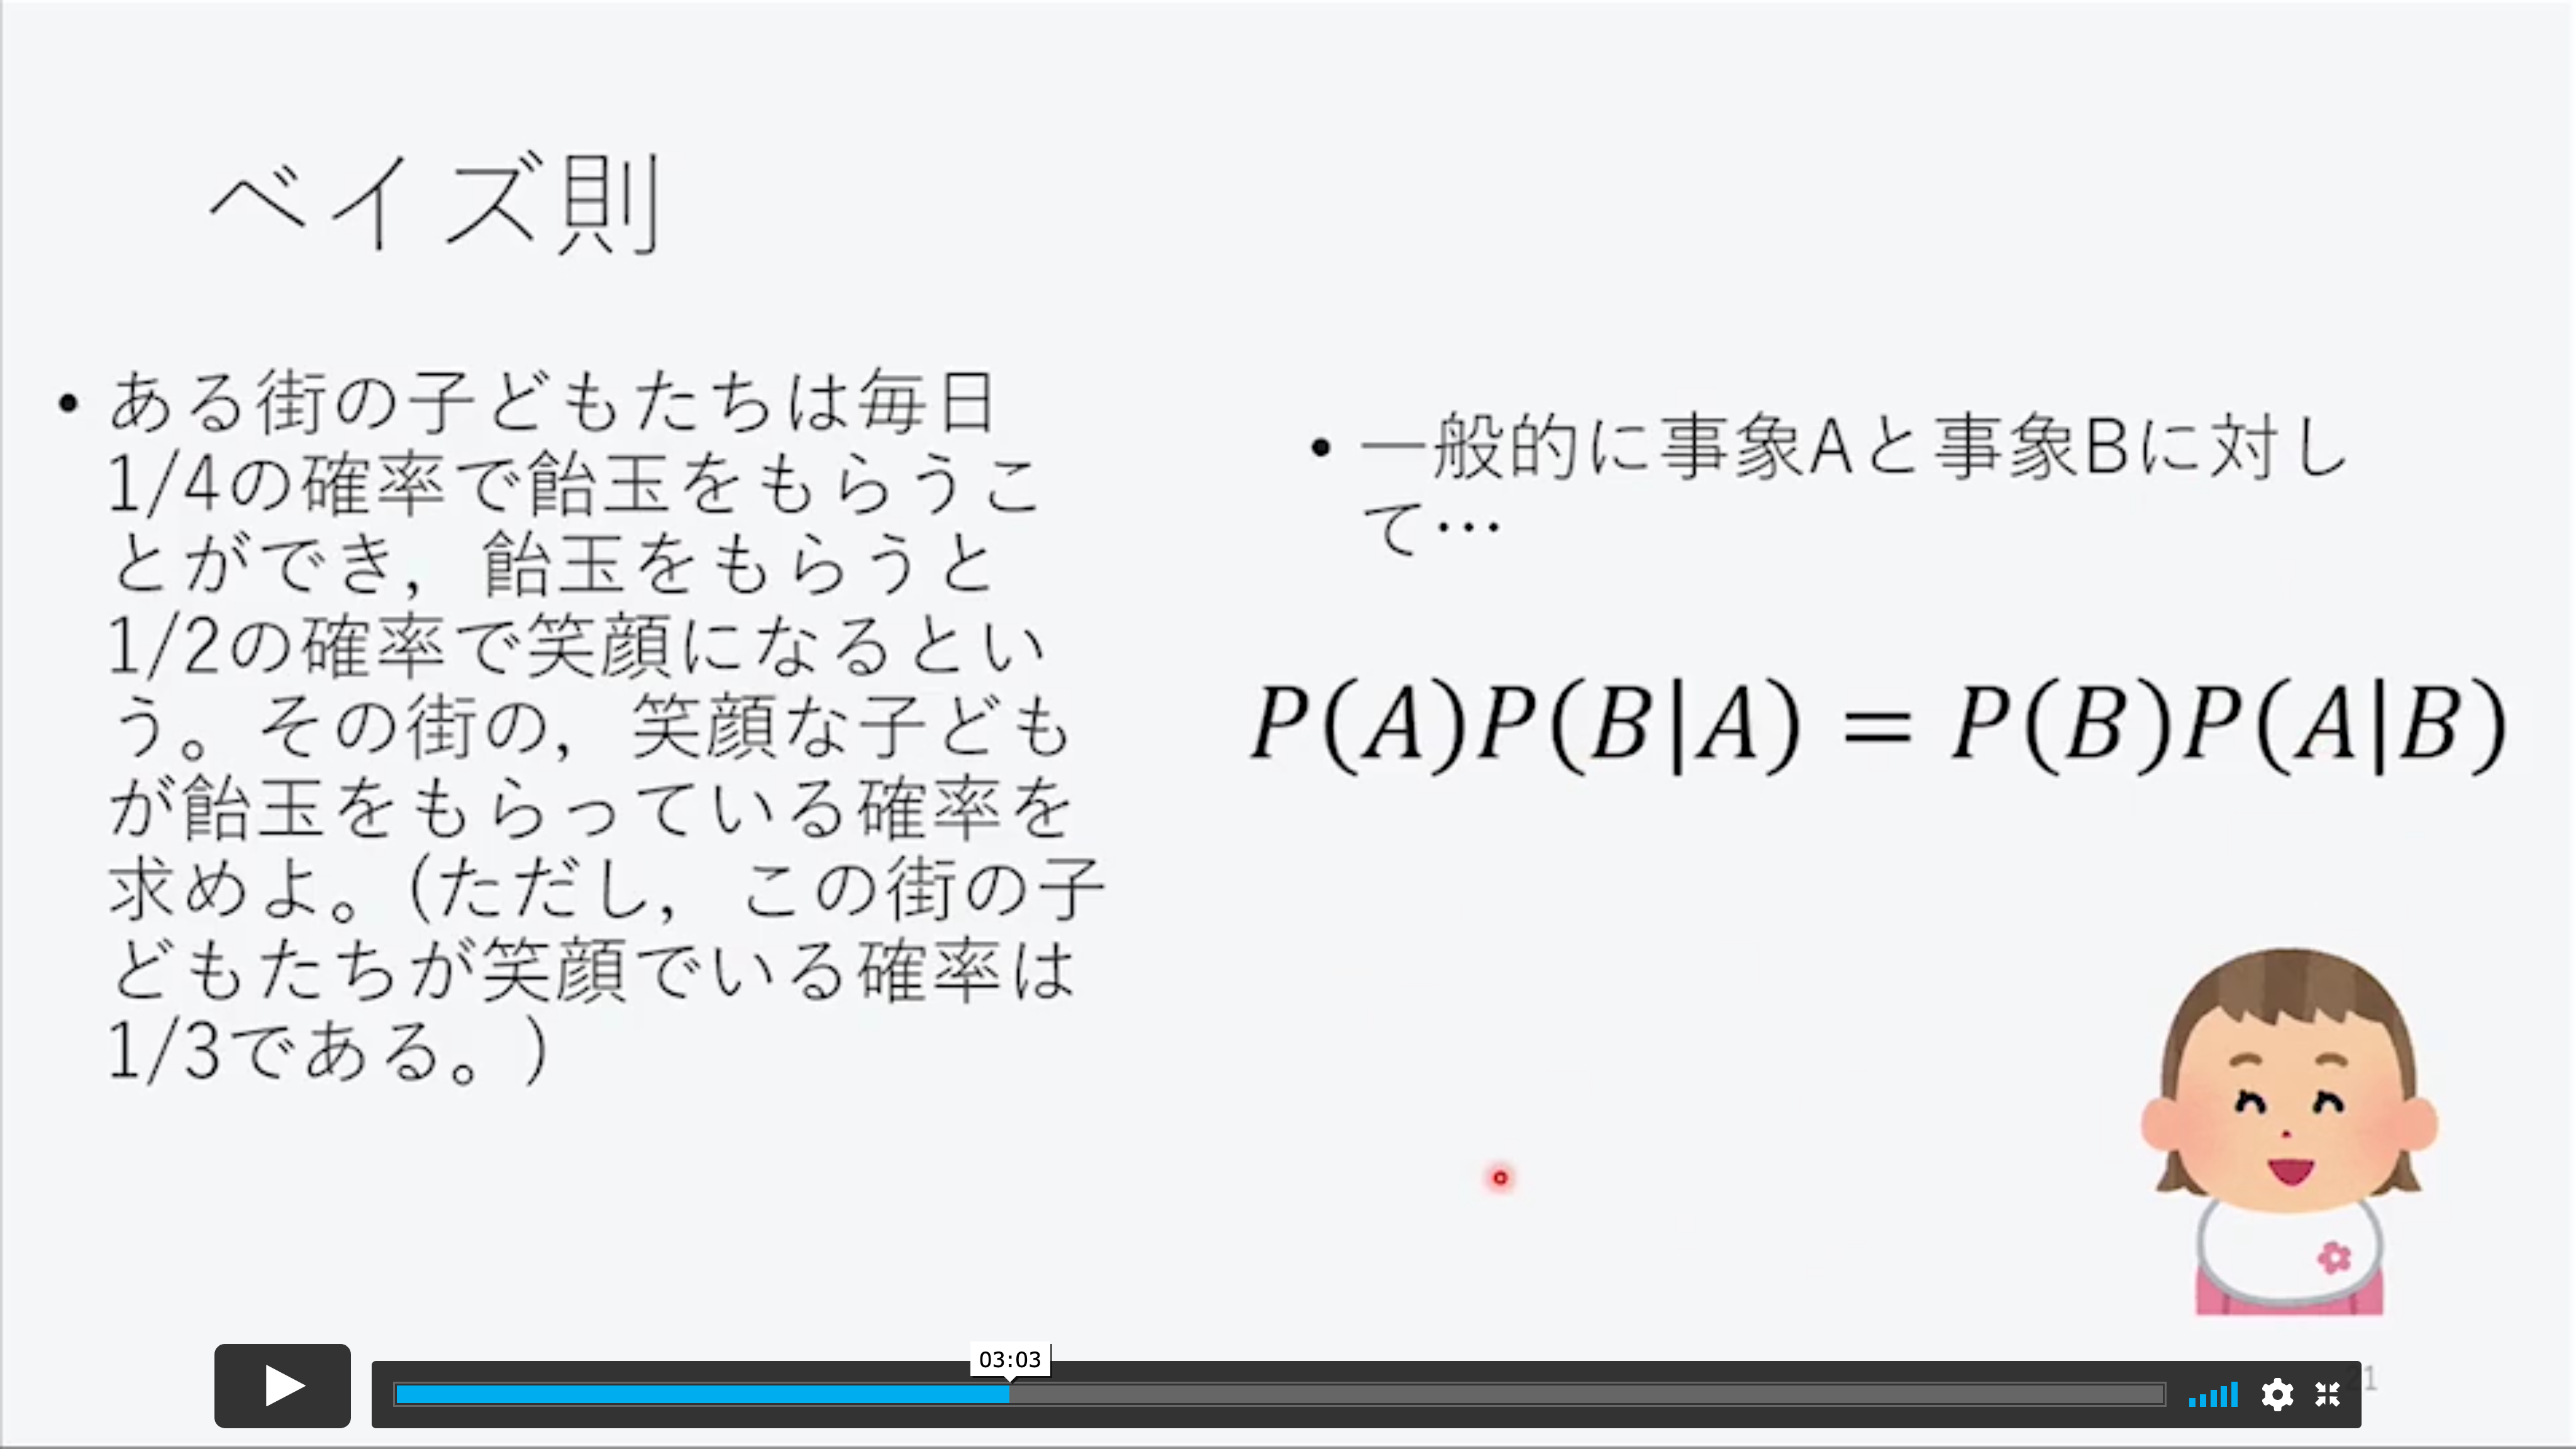 ベイズ則
• ある街の子どもたちは毎日
1/4の確率で飴玉をもらうこ
とができ，飴玉をもらうと
1/2の確率で笑顔になるとい
う。その街の，笑顔な子ども
が飴玉をもらっている確率を
求めよ。(ただし，この街の子
どもたちが笑顔でいる確率は
1/3である。)
• 一般的に事象Aと事象Bに対し
て…
P(A)P(B|A) = P(B)P(A|B)
03:03